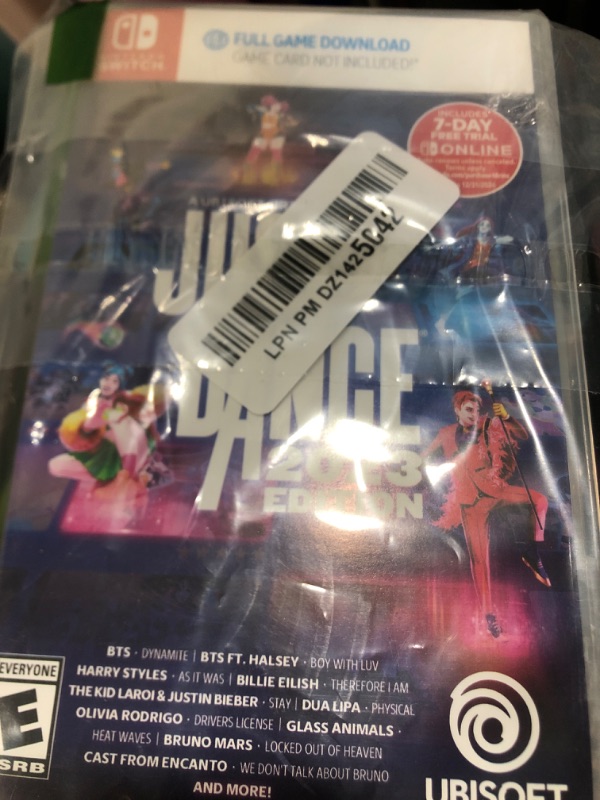 SWITCH
FULL GAME DOWNLOAD
GAME CARD NOT INCLUDED!*
INCLUDES
7-DAY
FREE TRIAL
ONLINE
LPN PM DZ1425C42
DANCE
2023
EDITION
BTS · DYNAMITE | BTS FT. HALSEY · BOY WITH LUV
HARRY STYLES · AS IT WAS | BILLIE EILISH · THEREFORE I AM
THE KID LAROI & JUSTIN BIEBER · STAY | DUA LIPA · PHYSICAL
OLIVIA RODRIGO · DRIVERS LICENSE | GLASS ANIMALS ·
HEAT WAVES | BRUNO MARS · LOCKED OUT OF HEAVEN
CAST FROM ENCANTO · WE DON'T TALK ABOUT BRUNO
AND MORE!
EVERYONE
E
SRB
UBISOFT